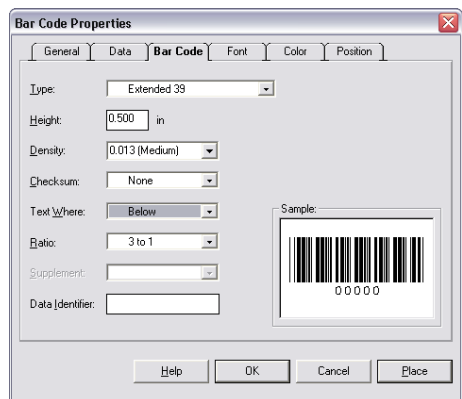 Bar Code Properties
General Data Bar Code Font Color Position
Type: Extended 39
Height: 0.500 in
Density: 0.013 (Medium)
Checksum: None
Text Where: Below
Ratio: 3 to 1
Supplement:
Data Identifier:
Sample:
00000
Help OK Cancel Place